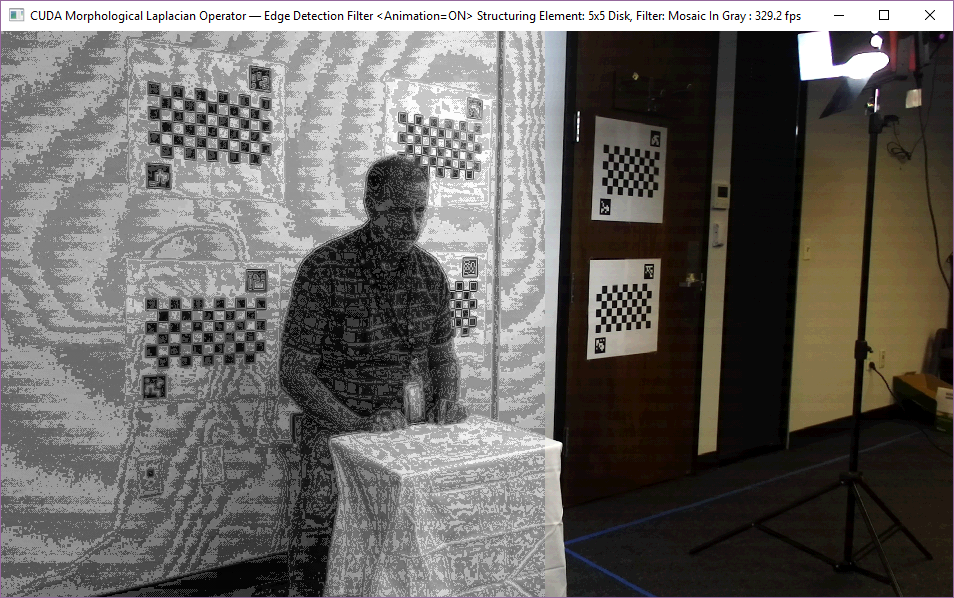 CUDA Morphological Laplacian Operator — Edge Detection Filter <Animation=ON> Structuring Element: 5x5 Disk, Filter: Mosaic In Gray : 329.2 fps